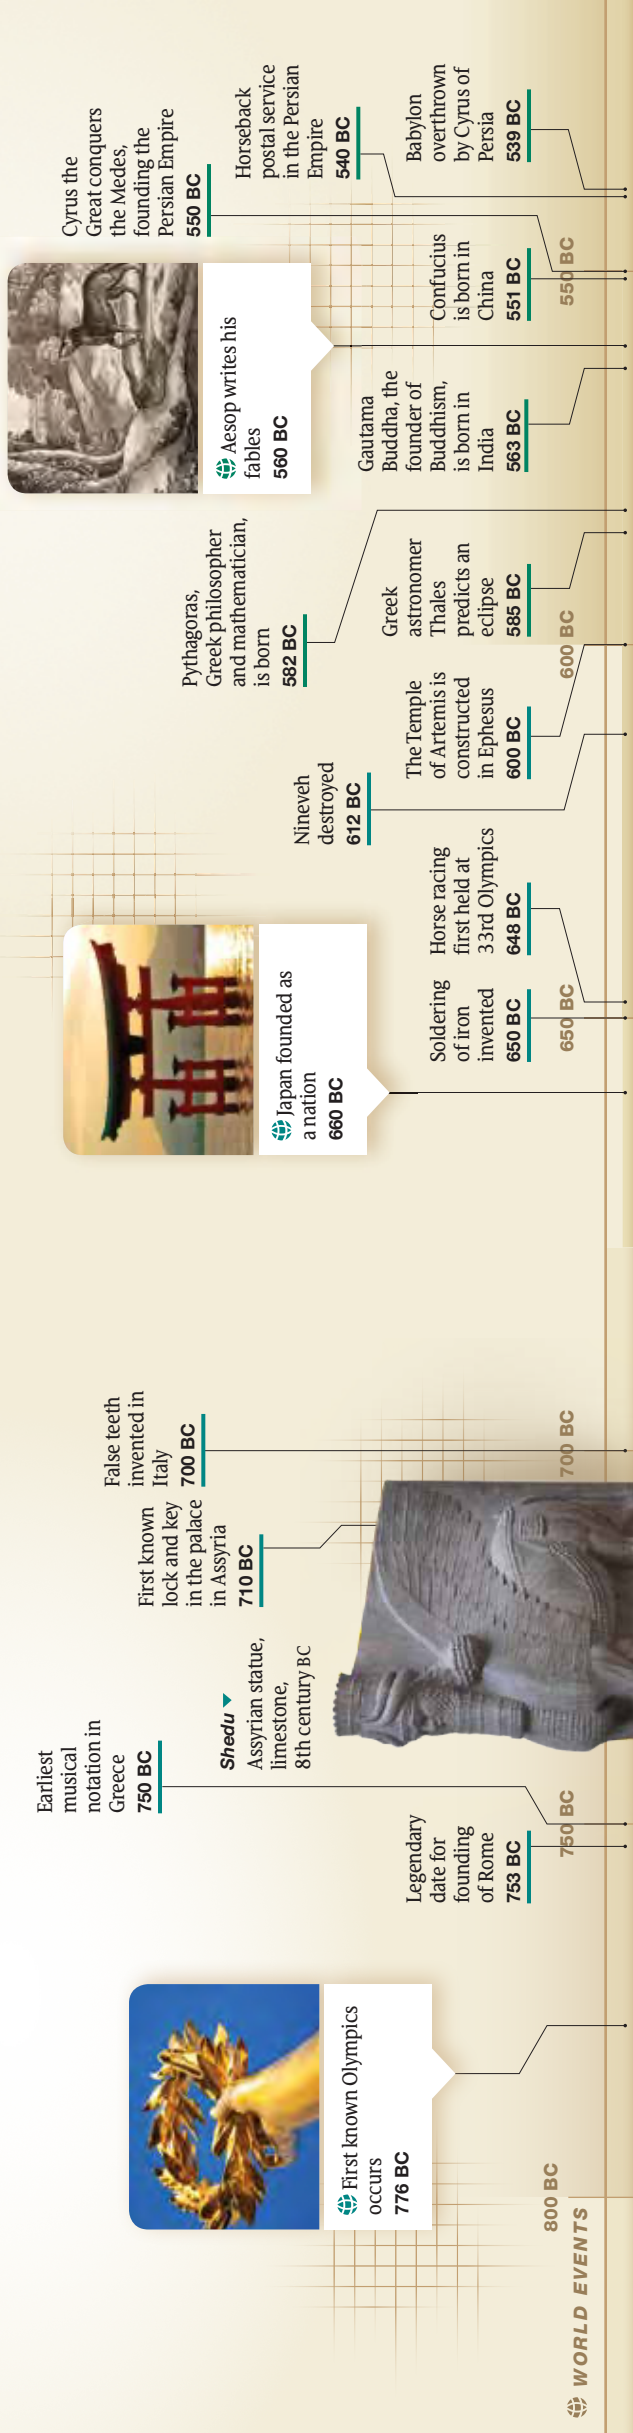 First known Olympics
occurs
776 BC
Legendary
date for
founding
of Rome
753 BC
Earliest
musical
notation in
Greece
750 BC
Shedu
Assyrian statue,
limestone,
8th century BC
First known
lock and key
in the palace
in Assyria
710 BC
False teeth
invented in
Italy
700 BC
Japan founded as
a nation
660 BC
Soldering
of iron
invented
650 BC
Horse racing
first held at
33rd Olympics
648 BC
Nineveh
destroyed
612 BC
The Temple
of Artemis is
constructed
in Ephesus
600 BC
Greek
astronomer
Thales
predicts an
eclipse
585 BC
Pythagoras,
Greek philosopher
and mathematician,
is born
582 BC
Gautama
Buddha, the
founder of
Buddhism,
is born in
India
563 BC
Aesop writes his
fables
560 BC
Confucius
is born in
China
551 BC
Cyrus the
Great conquers
the Medes,
founding the
Persian Empire
550 BC
Horseback
postal service
in the Persian
Empire
540 BC
Babylon
overthrown
by Cyrus of
Persia
539 BC
800 BC
750 BC
700 BC
650 BC
600 BC
550 BC
WORLD EVENTS